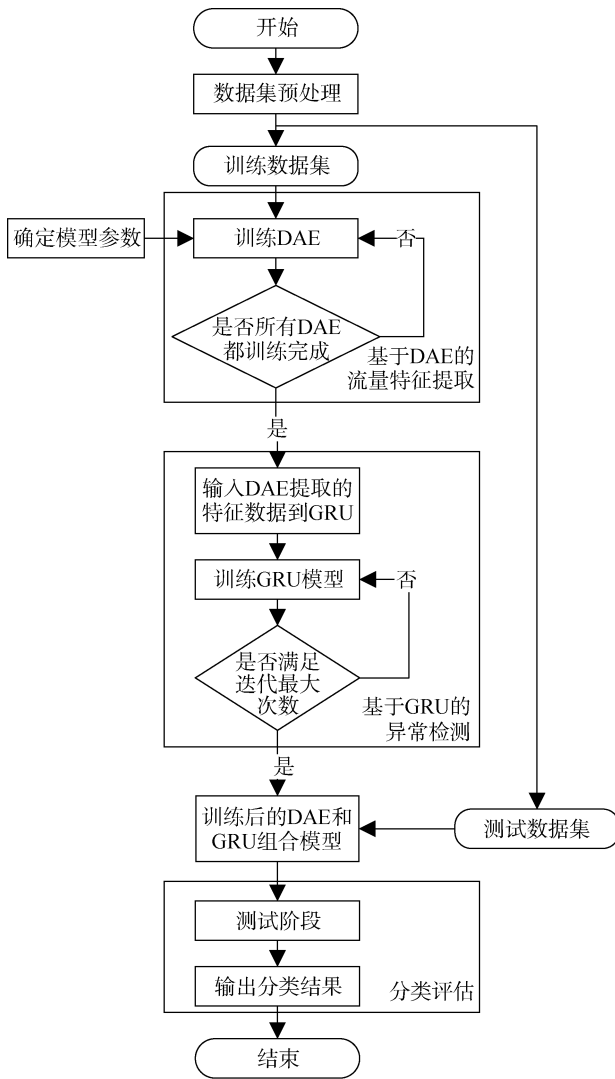 开始
数据集预处理
训练数据集
确定模型参数
训练DAE
否
是否所有DAE
都训练完成
基于DAE的
流量特征提取
是
输入DAE提取的
特征数据到GRU
训练GRU模型
否
是否满足
迭代最大
次数
基于GRU的
异常检测
是
训练后的DAE和
GRU组合模型
测试数据集
测试阶段
输出分类结果
分类评估
结束